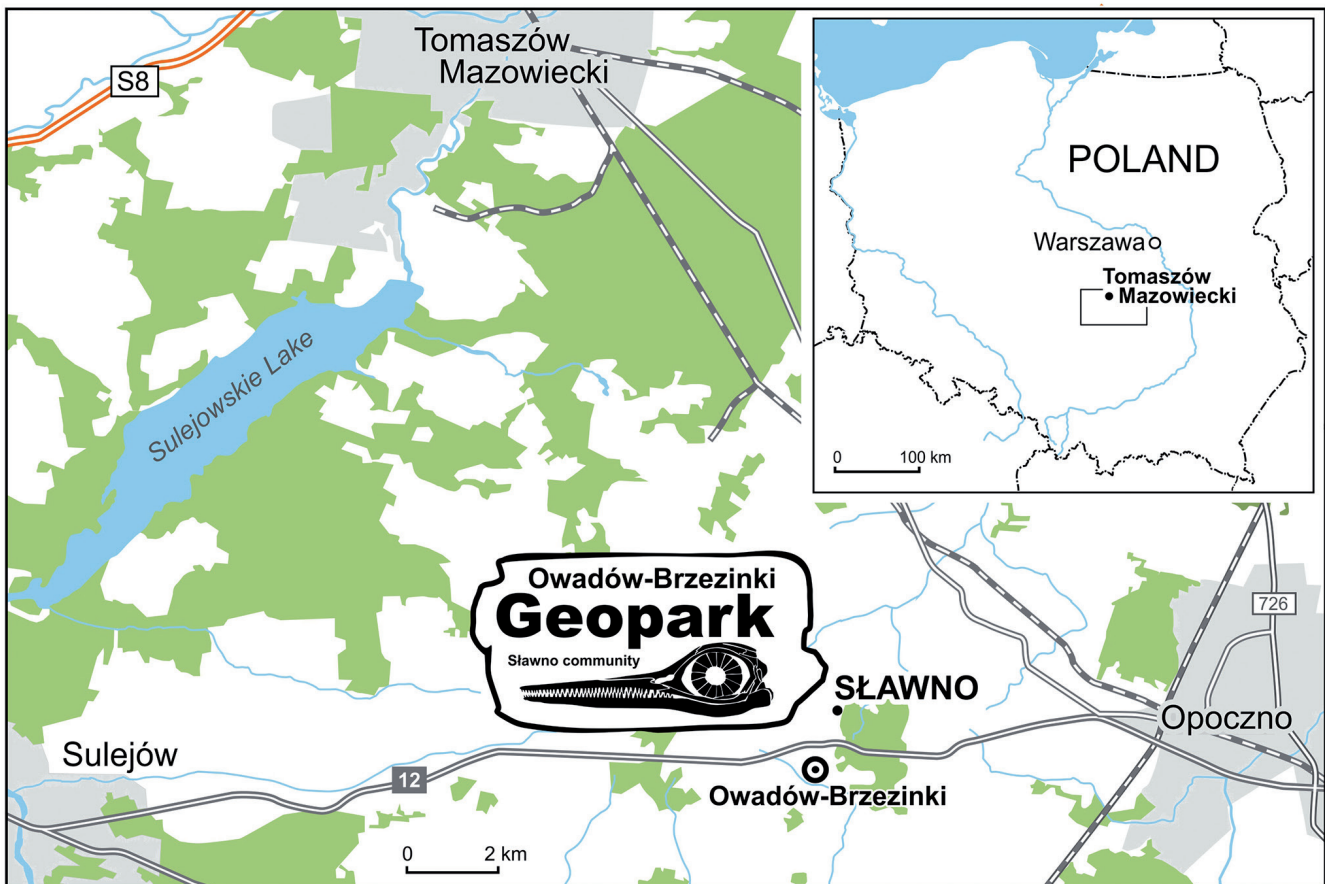 Tomaszów
Mazowiecki
S8
POLAND
Warszawa
Tomaszów
Mazowiecki
0 100 km
Sulejowskie Lake
Owadów-Brzezinki
Geopark
Sławno community
726
SŁAWNO
Opoczno
Sulejów
12
Owadów-Brzezinki
0 2 km